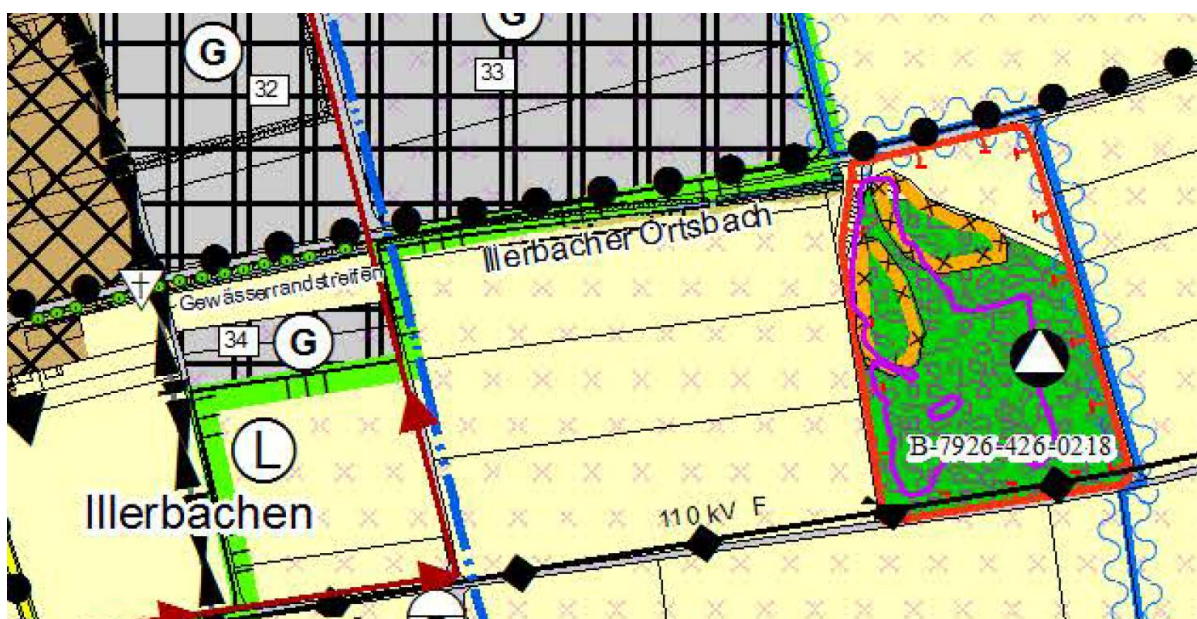 G
G
32
33
Illerbacher Ortsbach
Gewässerrandstreifen
34
G
L
B-7926-426-0218
Illerbachen
110 kV F